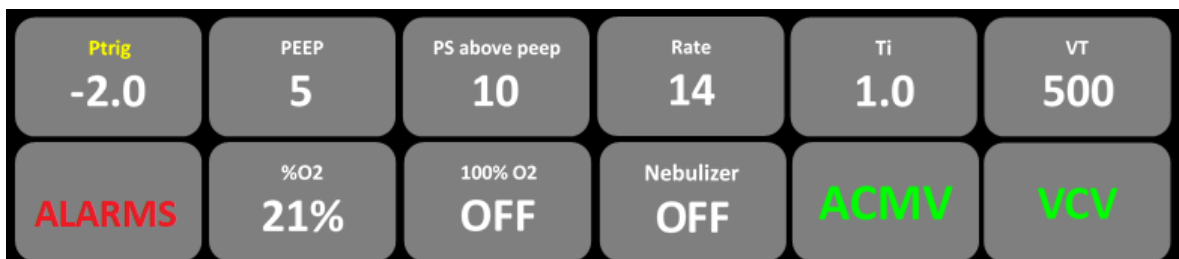 Ptrig
-2.0
PEEP
5
PS above peep
10
Rate
14
Ti
1.0
VT
500
ALARMS
%O2
21%
100% O2
OFF
Nebulizer
OFF
ACMV
VCV